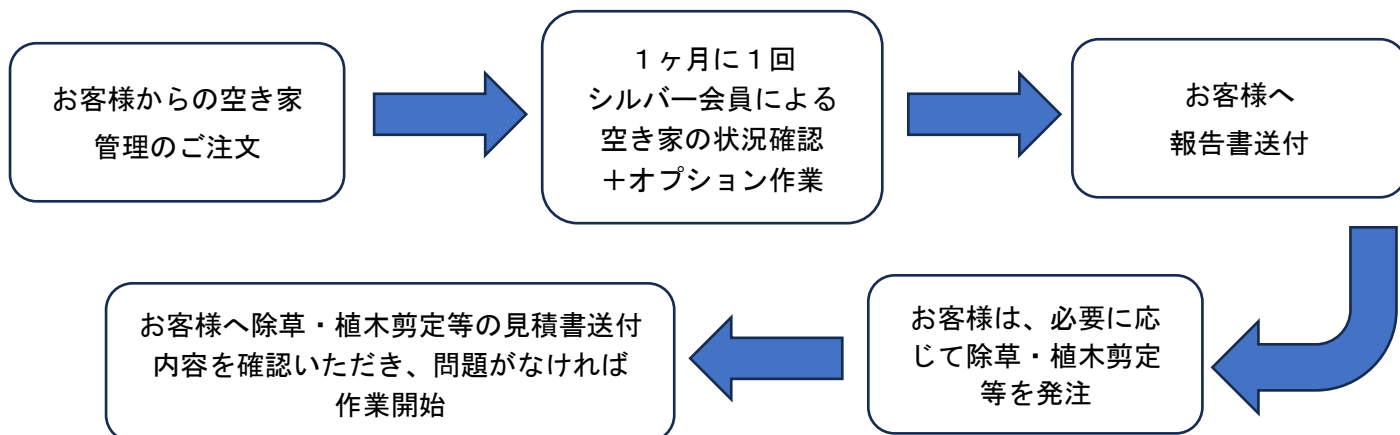 お客様からの空き家
管理のご注文
１ヶ月に１回
シルバー会員による
空き家の状況確認
＋オプション作業
お客様へ
報告書送付
お客様は、必要に応
じて除草・植木剪定
等を発注
お客様へ除草・植木剪定等の見積書送付
内容を確認いただき、問題がなければ
作業開始